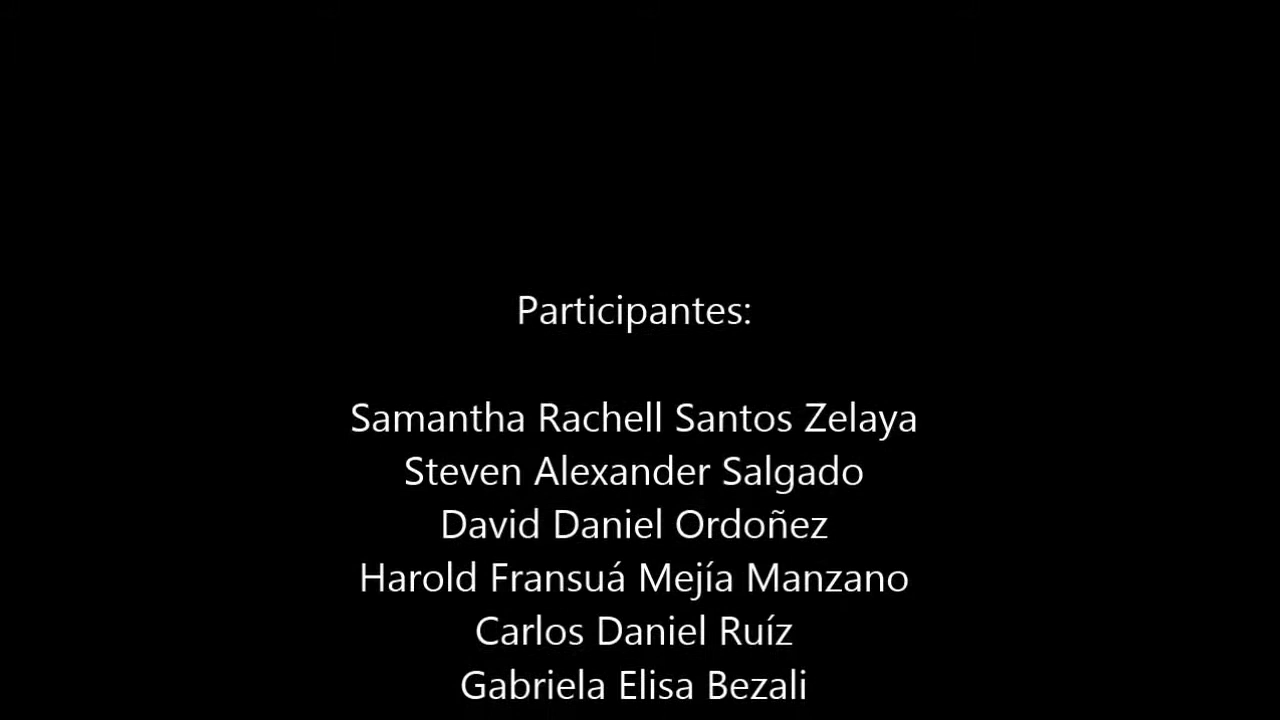 Participantes:
Samantha Rachell Santos Zelaya
Steven Alexander Salgado
David Daniel Ordoñez
Harold Fransuá Mejía Manzano
Carlos Daniel Ruíz
Gabriela Elisa Bezali